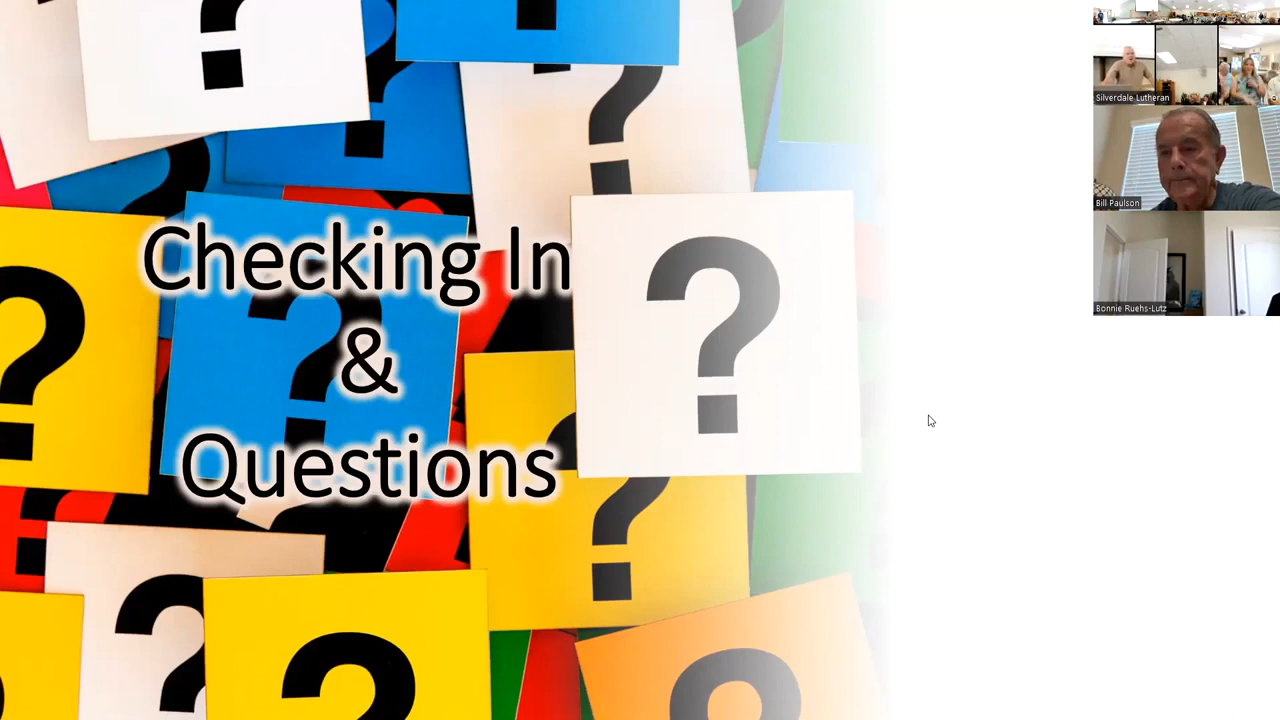 Checking In
&
Questions
Silverdale Lutheran
Bill Paulson
Bonnie Ruehs-Lutz